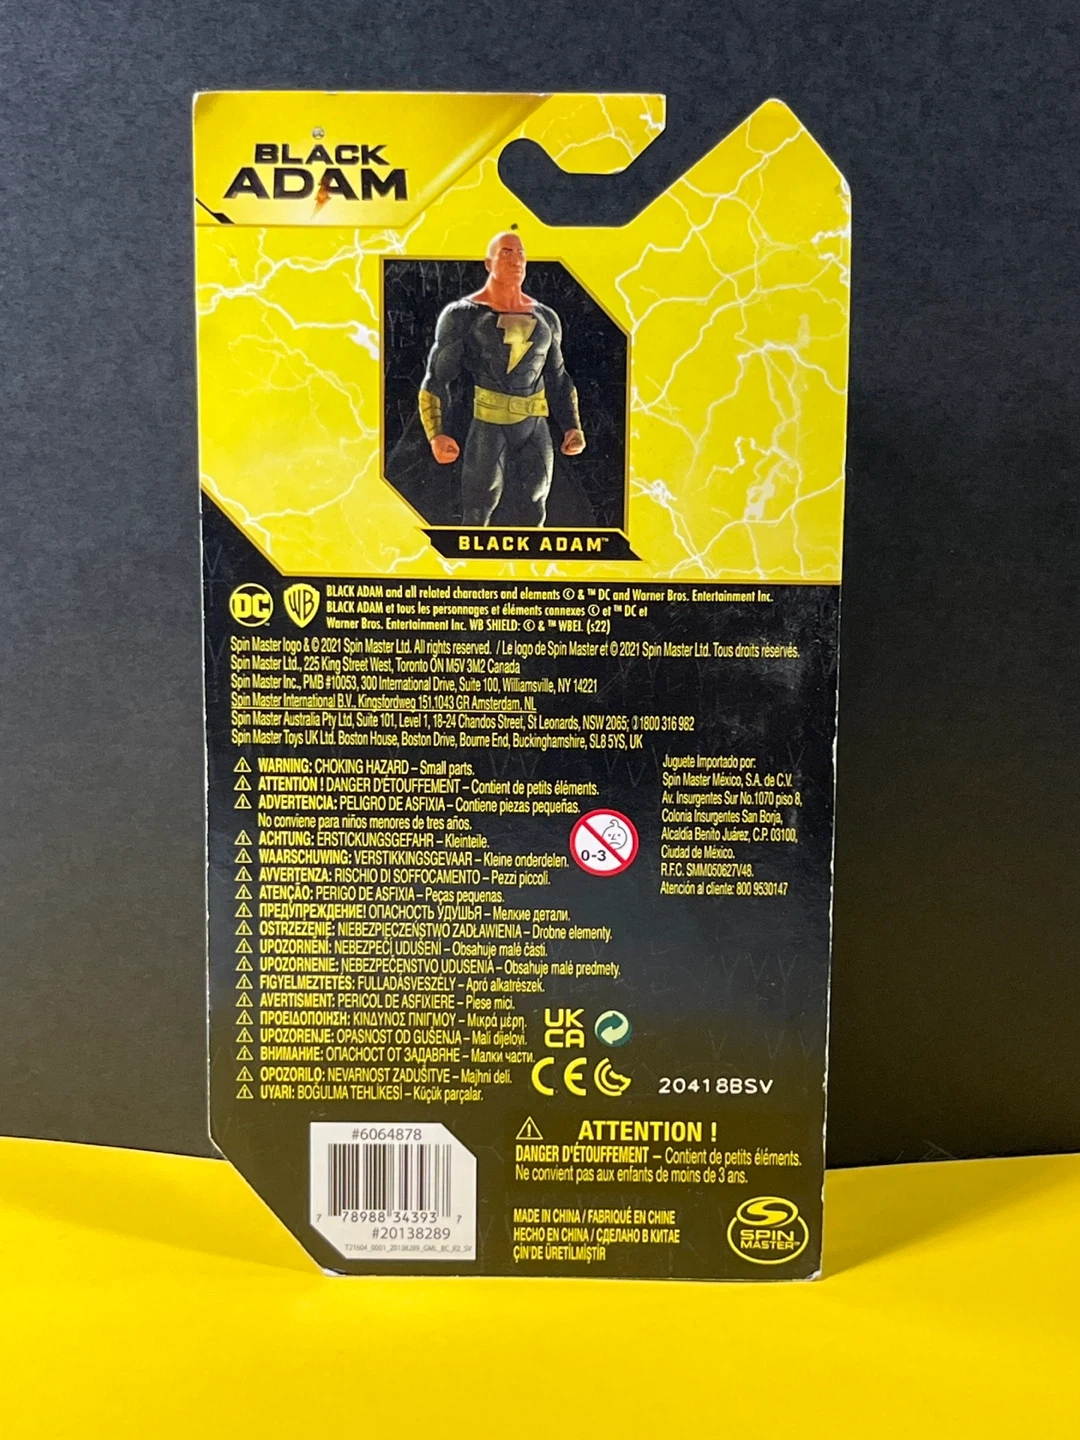 BLACK
ADAM
BLACK ADAM™
DC
WB
BLACK ADAM and all related characters and elements © & ™ DC and Warner Bros. Entertainment Inc.
BLACK ADAM et tous les personnages et éléments connexes © et ™ DC et
Warner Bros. Entertainment Inc. WB SHIELD: © & ™ WBEI. (s22)
Spin Master logo & © 2021 Spin Master Ltd. All rights reserved. / Le logo de Spin Master et © 2021 Spin Master Ltd. Tous droits réservés.
Spin Master Ltd., 225 King Street West, Toronto ON M5V 3M2 Canada
Spin Master Inc., PMB #10053, 300 International Drive, Suite 100, Williamsville, NY 14221
Spin Master International B.V., Kingsfordweg 151, 1043 GR Amsterdam, NL
Spin Master Australia Pty Ltd, Suite 101, Level 1, 18-24 Chandos Street, St Leonards, NSW 2065; 1800 316 982
Spin Master Toys UK Ltd. Boston House, Boston Drive, Bourne End, Buckinghamshire, SL8 5YS, UK
WARNING: CHOKING HAZARD – Small parts.
ATTENTION ! DANGER D'ÉTOUFFEMENT – Contient de petits éléments.
ADVERTENCIA: PELIGRO DE ASFIXIA – Contiene piezas pequeñas.
No conviene para niños menores de tres años.
ACHTUNG: ERSTICKUNGSGEFAHR – Kleinteile.
WAARSCHUWING: VERSTIKKINGSGEVAAR – Kleine onderdelen.
AVVERTENZA: RISCHIO DI SOFFOCAMENTO – Pezzi piccoli.
ATENÇÃO: PERIGO DE ASFIXIA – Peças pequenas.
ПРЕДУПРЕЖДЕНИЕ! ОПАСНОСТЬ УДУШЬЯ – Мелкие детали.
OSTRZEŻENIE: NIEBEZPIECZEŃSTWO ZADŁAWIENIA – Drobne elementy.
UPOZORNĚNÍ: NEBEZPEČÍ UDUŠENÍ – Obsahuje malé části.
UPOZORNENIE: NEBEZPEČENSTVO UDUSENIA – Obsahuje malé predmety.
FIGYELMEZTETÉS: FULLADÁSVESZÉLY – Apró alkatrészek.
AVERTISMENT: PERICOL DE ASFIXIERE – Piese mici.
ΠΡΟΕΙΔΟΠΟΙΗΣΗ: ΚΙΝΔΥΝΟΣ ΠΝΙΓΜΟΥ – Μικρά μέρη.
UPOZORENJE: OPASNOST OD GUŠENJA – Mali dijelovi.
ВНИМАНИЕ: ОПАСНОСТ ОТ ЗАДАВЯНЕ – Малки части.
OPOZORILO: NEVARNOST ZADUŠITVE – Majhni deli.
UYARI: BOĞULMA TEHLİKESİ – Küçük parçalar.
0-3
Juguete Importado por:
Spin Master México, S.A. de C.V.
Av. Insurgentes Sur No.1070 piso 8,
Colonia Insurgentes San Borja,
Alcaldía Benito Juárez, C.P. 03100,
Ciudad de México.
R.F.C. SMM050627V48.
Atención al cliente: 800 9530147
UK
CA
CE
20418BSV
#6064878
7 78988 34393 7
#20138289
T21604_0001_20138289_GML_BC_R2_SV
ATTENTION !
DANGER D'ÉTOUFFEMENT – Contient de petits éléments.
Ne convient pas aux enfants de moins de 3 ans.
MADE IN CHINA / FABRIQUÉ EN CHINE
HECHO EN CHINA / СДЕЛАНО В КИТАЕ
ÇİN'DE ÜRETİLMİŞTİR
SPIN
MASTER™